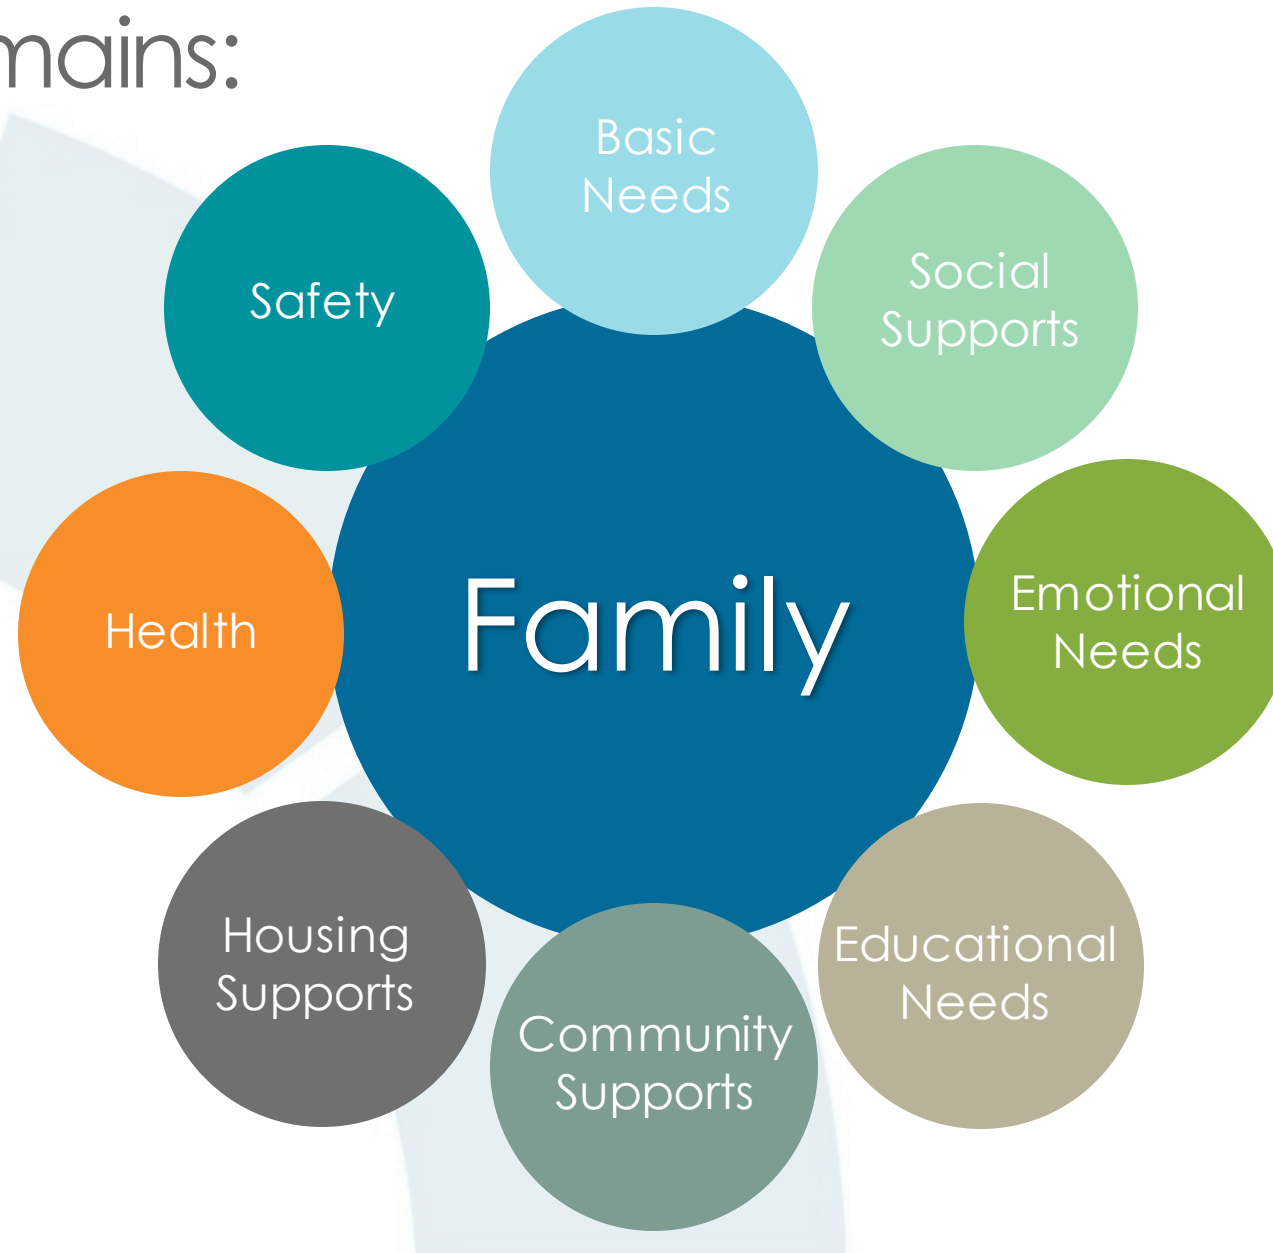 mains:
Basic
Needs
Social
Supports
Emotional
Needs
Educational
Needs
Community
Supports
Housing
Supports
Health
Safety
Family